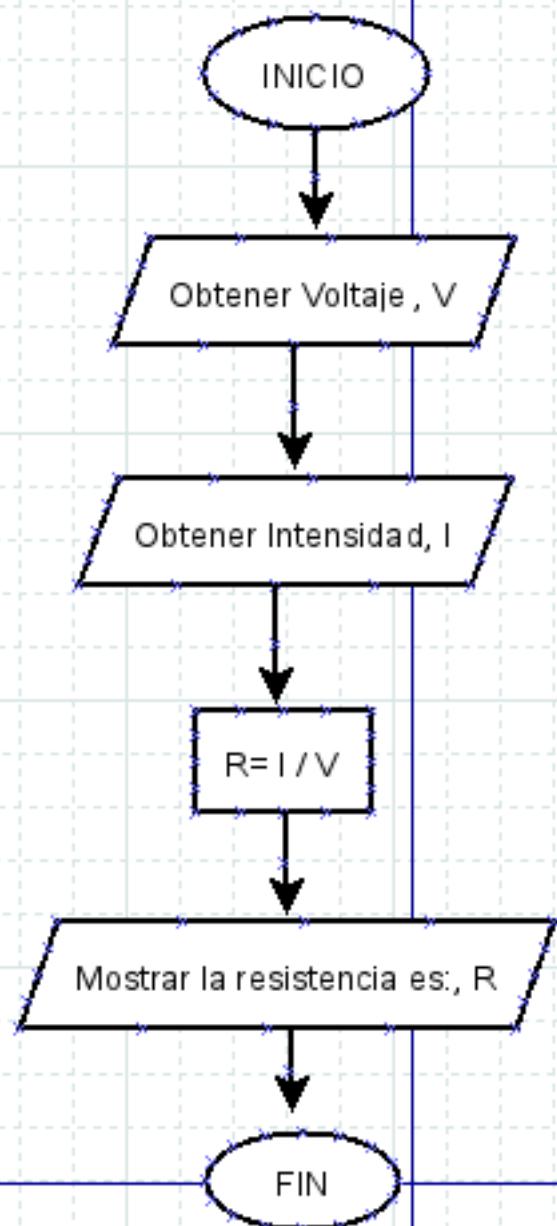 INICIO
Obtener Voltaje , V
Obtener Intensidad, I
R= I / V
Mostrar la resistencia es:, R
FIN